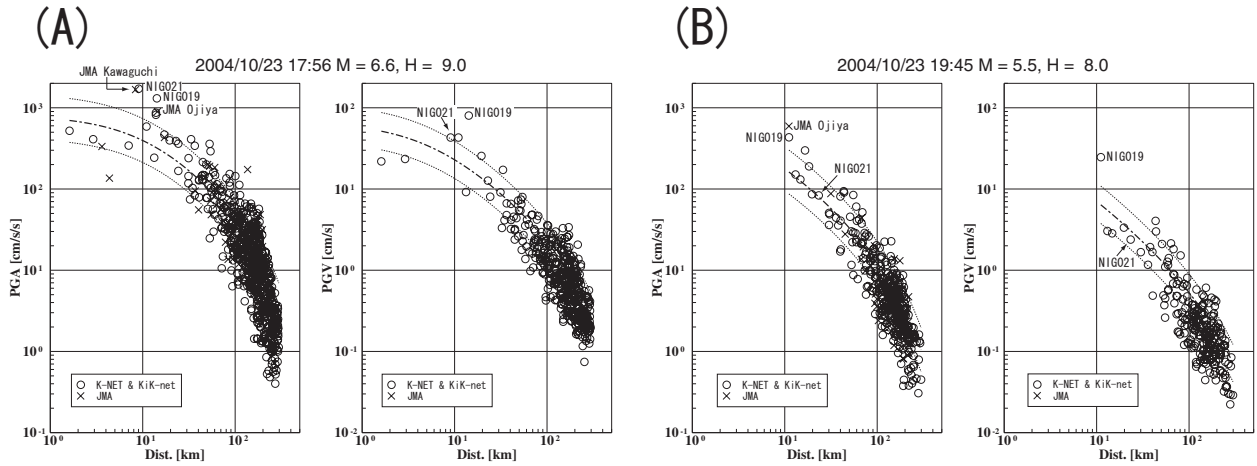 (A)
2004/10/23 17:56 M = 6.6, H = 9.0
JMA Kawaguchi
NIG021
NIG019
JMA Ojiya
PGA [cm/s/s]
10³
10²
10¹
10⁰
10⁻¹
K-NET & KiK-net
JMA
10⁰ 10¹ 10²
Dist. [km]
NIG021
NIG019
PGV [cm/s]
10²
10¹
10⁰
10⁻¹
10⁻²
K-NET & KiK-net
JMA
10⁰ 10¹ 10²
Dist. [km]
(B)
2004/10/23 19:45 M = 5.5, H = 8.0
JMA Ojiya
NIG019
NIG021
PGA [cm/s/s]
10³
10²
10¹
10⁰
10⁻¹
K-NET & KiK-net
JMA
10⁰ 10¹ 10²
Dist. [km]
NIG019
NIG021
PGV [cm/s]
10²
10¹
10⁰
10⁻¹
10⁻²
K-NET & KiK-net
JMA
10⁰ 10¹ 10²
Dist. [km]